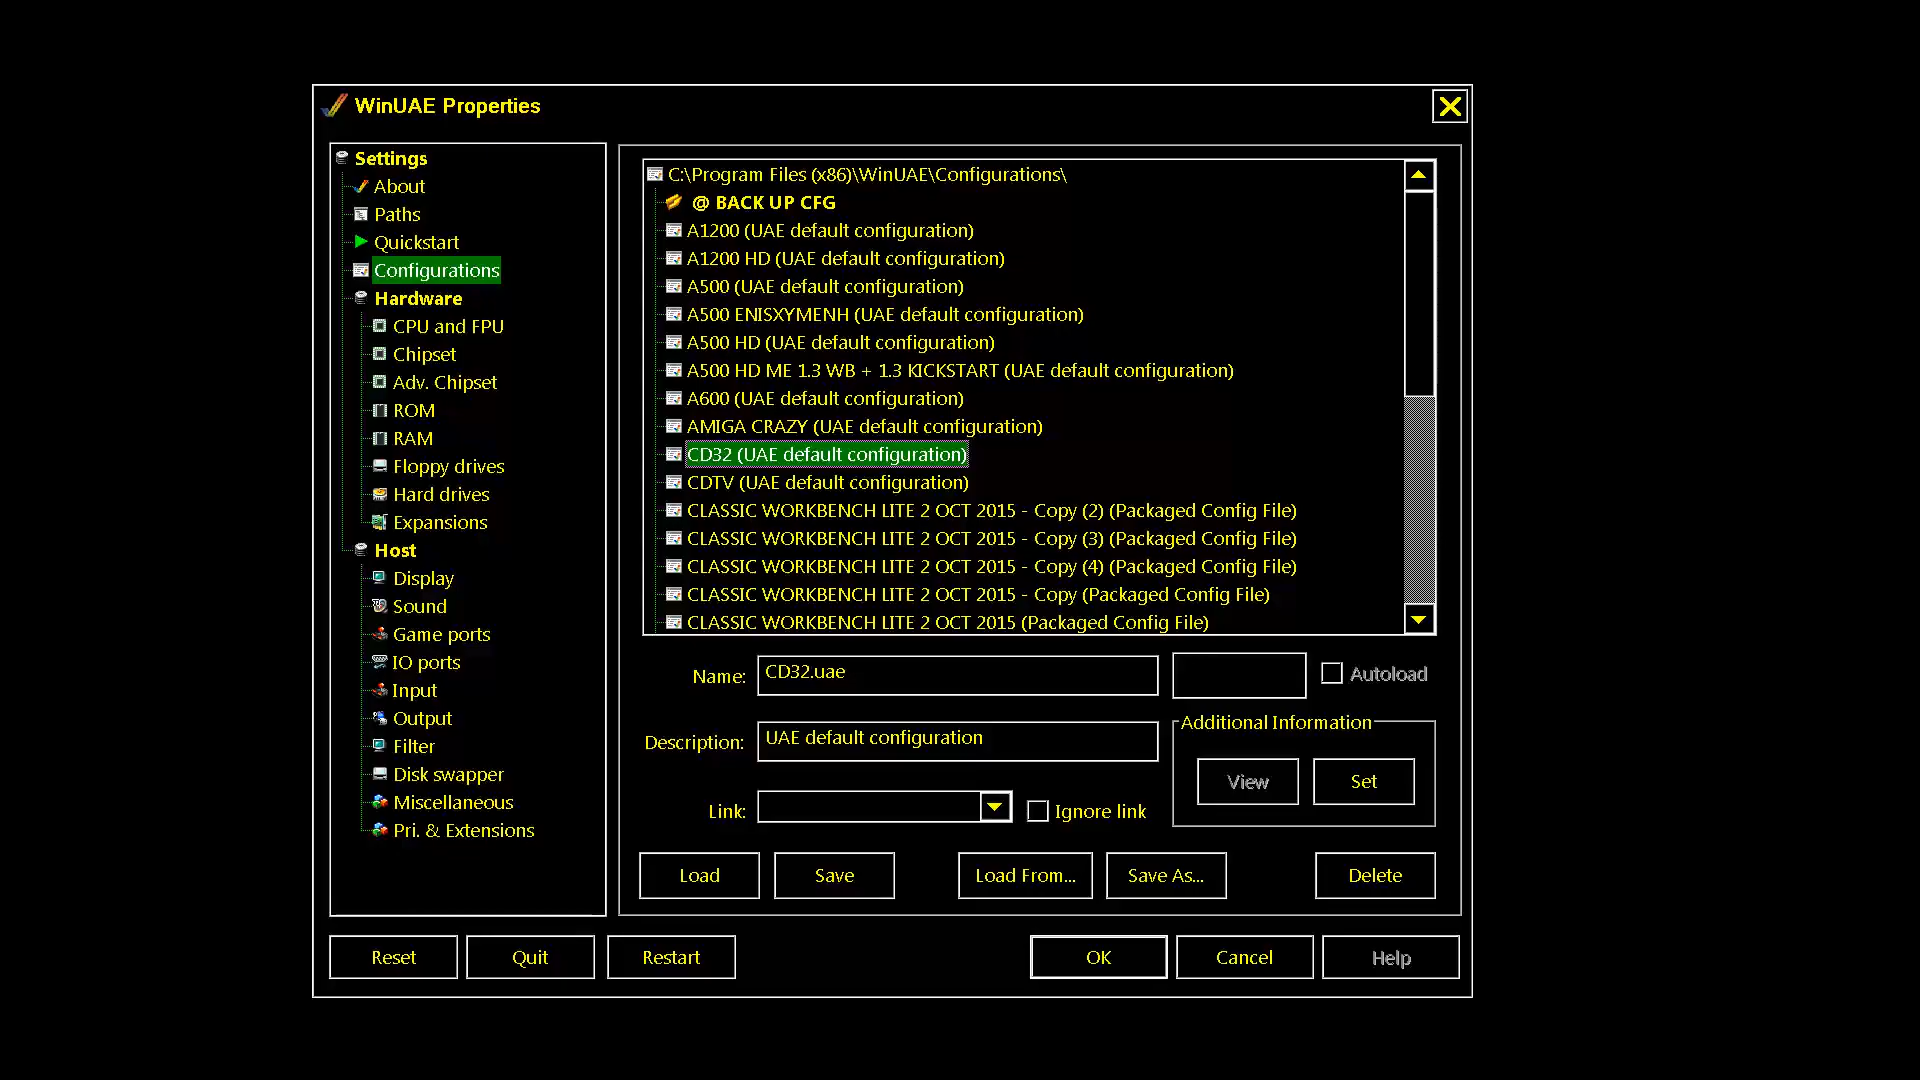 WinUAE Properties
Settings
About
Paths
Quickstart
Configurations
Hardware
CPU and FPU
Chipset
Adv. Chipset
ROM
RAM
Floppy drives
Hard drives
Expansions
Host
Display
Sound
Game ports
IO ports
Input
Output
Filter
Disk swapper
Miscellaneous
Pri. & Extensions
C:\Program Files (x86)\WinUAE\Configurations\
@ BACK UP CFG
A1200 (UAE default configuration)
A1200 HD (UAE default configuration)
A500 (UAE default configuration)
A500 ENISXYMENH (UAE default configuration)
A500 HD (UAE default configuration)
A500 HD ME 1.3 WB + 1.3 KICKSTART (UAE default configuration)
A600 (UAE default configuration)
AMIGA CRAZY (UAE default configuration)
CD32 (UAE default configuration)
CDTV (UAE default configuration)
CLASSIC WORKBENCH LITE 2 OCT 2015 - Copy (2) (Packaged Config File)
CLASSIC WORKBENCH LITE 2 OCT 2015 - Copy (3) (Packaged Config File)
CLASSIC WORKBENCH LITE 2 OCT 2015 - Copy (4) (Packaged Config File)
CLASSIC WORKBENCH LITE 2 OCT 2015 - Copy (Packaged Config File)
CLASSIC WORKBENCH LITE 2 OCT 2015 (Packaged Config File)
Name: CD32.uae
Autoload
Description: UAE default configuration
Additional Information
View Set
Link:
Ignore link
Load Save Load From... Save As... Delete
Reset Quit Restart OK Cancel Help